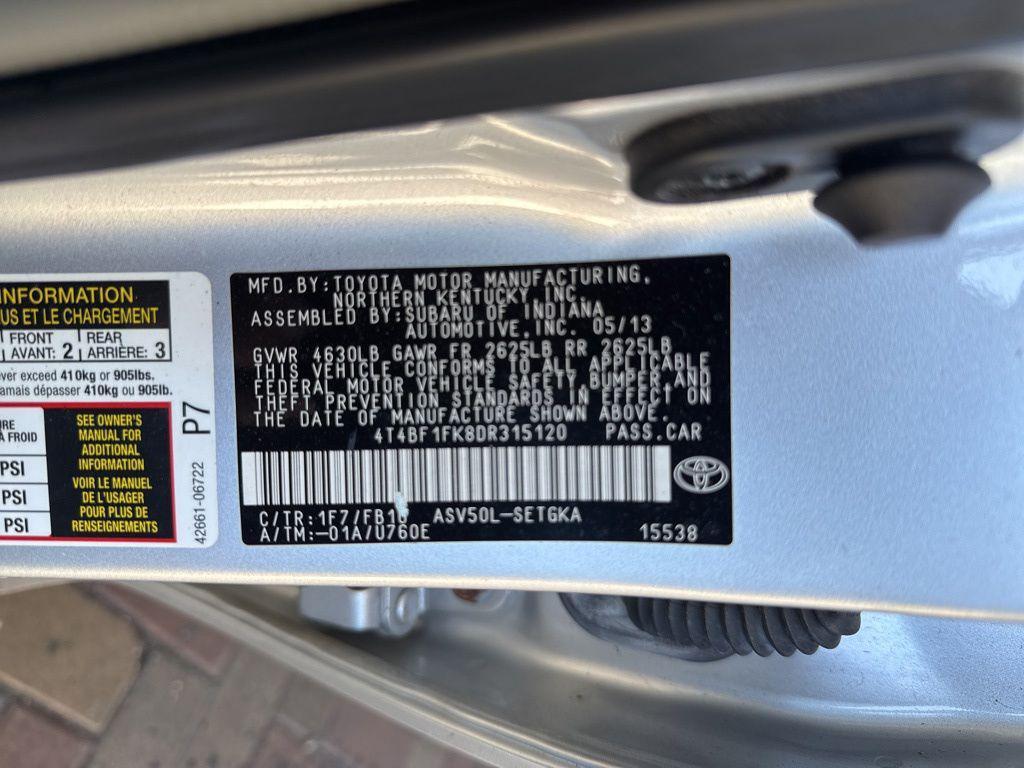 INFORMATION
US ET LE CHARGEMENT
FRONT
AVANT: 2
REAR
ARRIÈRE: 3
ver exceed 410kg or 905lbs.
amais dépasser 410kg ou 905lb.
À FROID
PSI
PSI
PSI
SEE OWNER'S
MANUAL FOR
ADDITIONAL
INFORMATION
VOIR LE MANUEL
DE L'USAGER
POUR PLUS DE
RENSEIGNEMENTS
P7
42661-06722
MFD.BY:TOYOTA MOTOR MANUFACTURING,
NORTHERN KENTUCKY INC.
ASSEMBLED BY:SUBARU OF INDIANA
AUTOMOTIVE,INC. 05/13
GVWR 4630LB GAWR FR 2625LB RR 2625LB
THIS VEHICLE CONFORMS TO ALL APPLICABLE
FEDERAL MOTOR VEHICLE SAFETY,BUMPER,AND
THEFT PREVENTION STANDARDS IN EFFECT ON
THE DATE OF MANUFACTURE SHOWN ABOVE.
4T4BF1FK8DR315120 PASS.CAR
C/TR:1F7/FB10 ASV50L-SETGKA
A/TM:-01A/U760E 15538